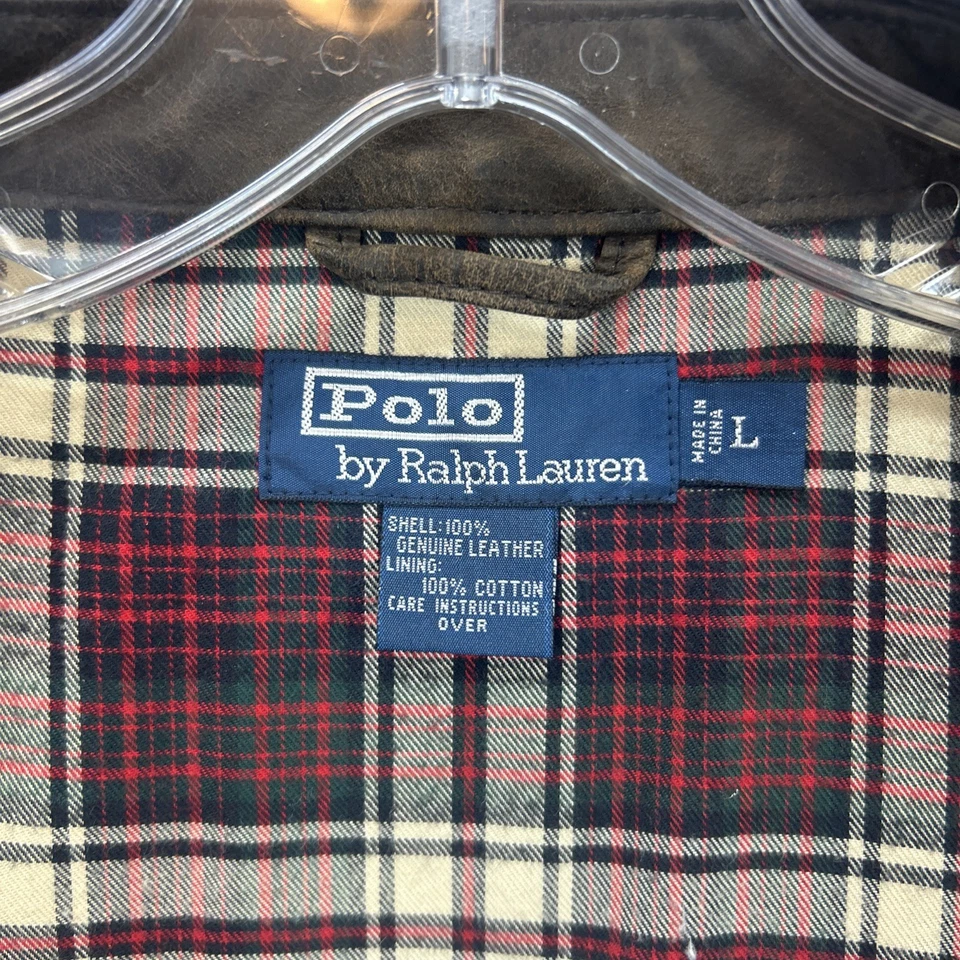 Polo
by Ralph Lauren
MADE IN
CHINA
L
SHELL:100%
GENUINE LEATHER
LINING:
100% COTTON
CARE INSTRUCTIONS
OVER